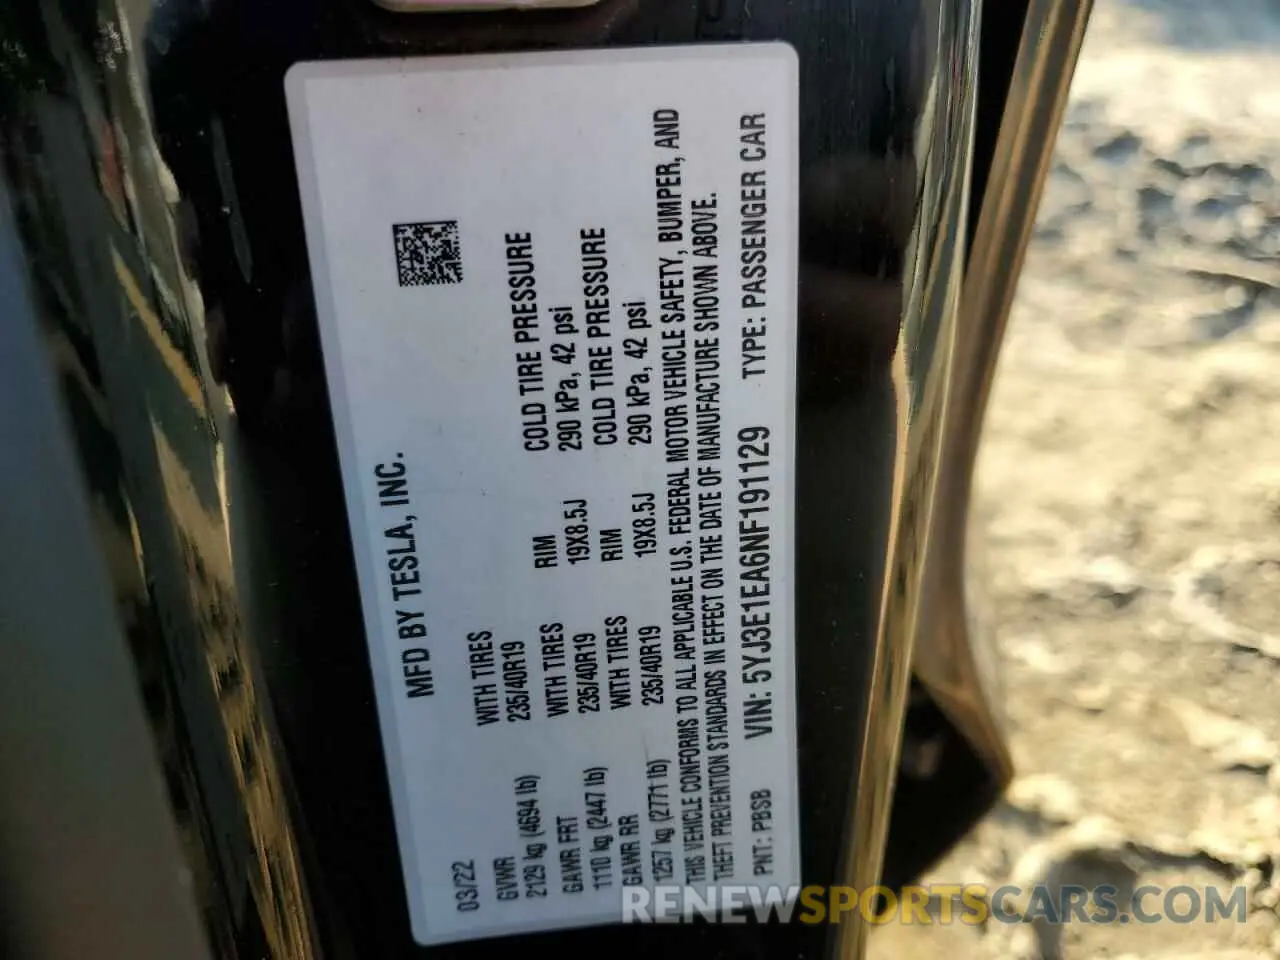 MFD BY TESLA, INC.
03/22
GVWR
2129 kg (4694 lb)
WITH TIRES
235/40R19
RIM
19X8.5J
COLD TIRE PRESSURE
290 kPa, 42 psi
GAWR FRT
1110 kg (2447 lb)
WITH TIRES
235/40R19
RIM
19X8.5J
COLD TIRE PRESSURE
290 kPa, 42 psi
GAWR RR
1257 kg (2771 lb)
WITH TIRES
235/40R19
THIS VEHICLE CONFORMS TO ALL APPLICABLE U.S. FEDERAL MOTOR VEHICLE SAFETY, BUMPER, AND
THEFT PREVENTION STANDARDS IN EFFECT ON THE DATE OF MANUFACTURE SHOWN ABOVE.
PNT: PBSB VIN: 5YJ3E1EA6NF191129 TYPE: PASSENGER CAR
RENEWSPORTSCARS.COM